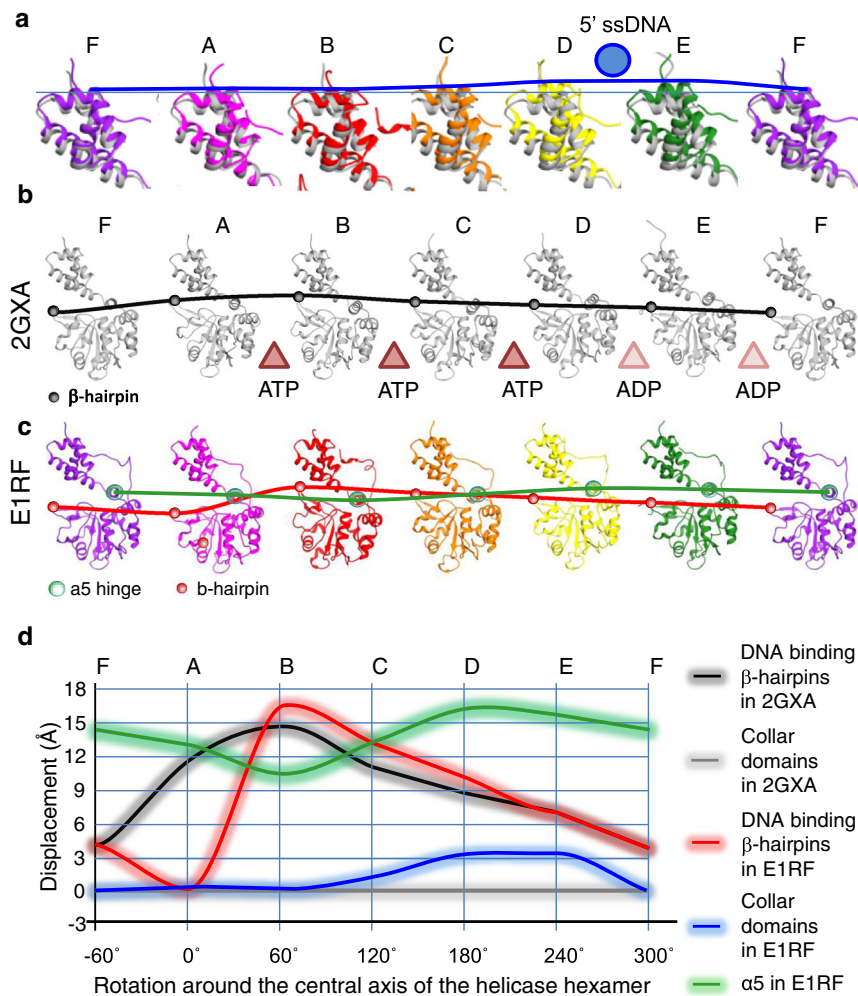 a
5' ssDNA
F A B C D E F
b
F A B C D E F
2GXA
ATP ATP ATP ADP ADP
β-hairpin
c
E1RF
a5 hinge b-hairpin
d
F A B C D E F
18
15
12
9
6
3
0
-3
Displacement (Å)
-60° 0° 60° 120° 180° 240° 300°
Rotation around the central axis of the helicase hexamer
DNA binding
β-hairpins
in 2GXA
Collar
domains
in 2GXA
DNA binding
β-hairpins
in E1RF
Collar
domains
in E1RF
α5 in E1RF